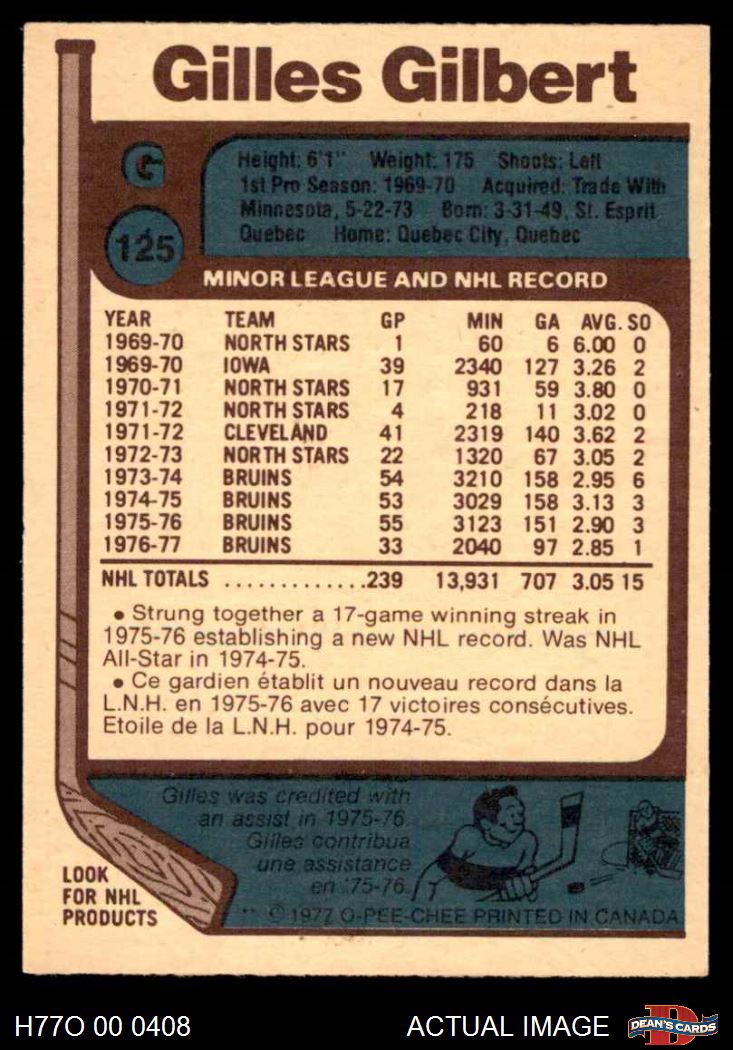 Gilles Gilbert
G
125
Height: 6'1" Weight: 175 Shoots: Left
1st Pro Season: 1969-70 Acquired: Trade With
Minnesota, 5-22-73 Born: 3-31-49, St. Esprit
Quebec Home: Quebec City, Quebec
MINOR LEAGUE AND NHL RECORD
YEAR TEAM GP MIN GA AVG. SO
1969-70 NORTH STARS 1 60 6 6.00 0
1969-70 IOWA 39 2340 127 3.26 2
1970-71 NORTH STARS 17 931 59 3.80 0
1971-72 NORTH STARS 4 218 11 3.02 0
1971-72 CLEVELAND 41 2319 140 3.62 2
1972-73 NORTH STARS 22 1320 67 3.05 2
1973-74 BRUINS 54 3210 158 2.95 6
1974-75 BRUINS 53 3029 158 3.13 3
1975-76 BRUINS 55 3123 151 2.90 3
1976-77 BRUINS 33 2040 97 2.85 1
NHL TOTALS .............239 13,931 707 3.05 15
• Strung together a 17-game winning streak in
1975-76 establishing a new NHL record. Was NHL
All-Star in 1974-75.
• Ce gardien établit un nouveau record dans la
L.N.H. en 1975-76 avec 17 victoires consécutives.
Etoile de la L.N.H. pour 1974-75.
Gilles was credited with
an assist in 1975-76.
Gilles contribua
une assistance
en '75-76.
LOOK
FOR NHL
PRODUCTS
** © 1977 O-PEE-CHEE PRINTED IN CANADA
H77O 00 0408
ACTUAL IMAGE
D
DEAN'S CARDS